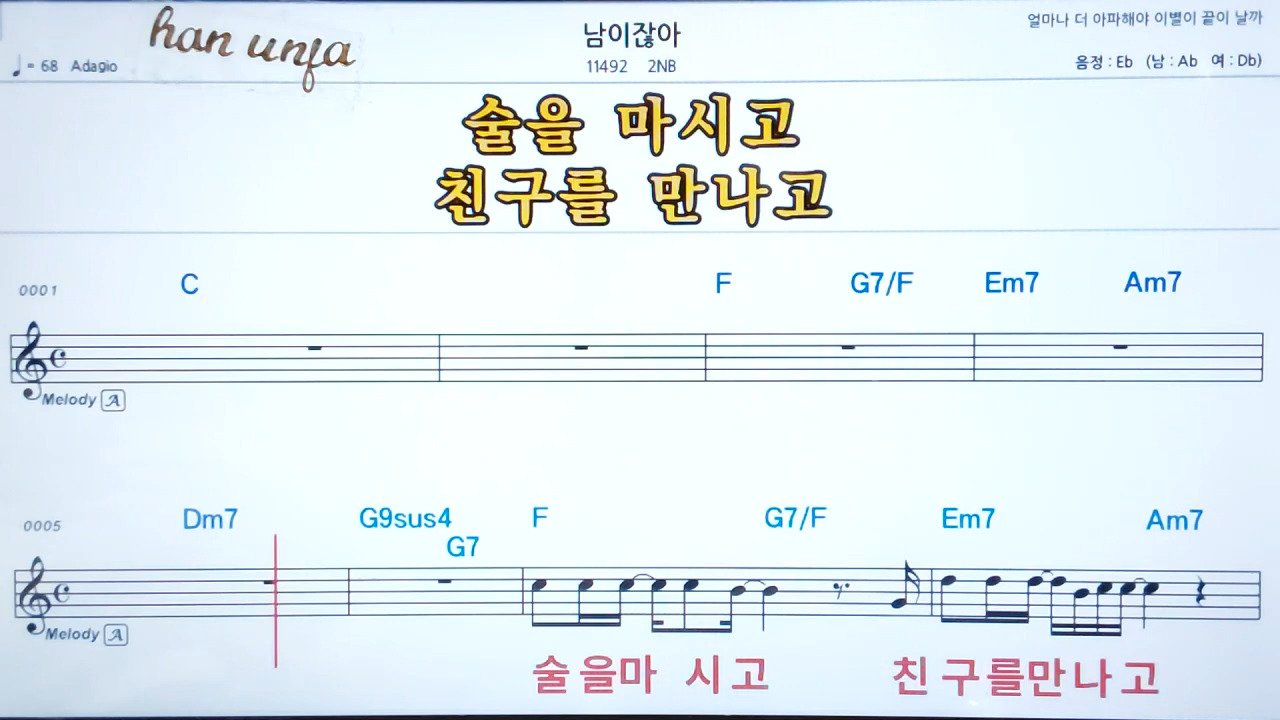 han unfa
남이잖아
얼마나 더 아파해야 이별이 끝이 날까
♩= 68 Adagio
11492 2NB
음정 : Eb (남 : Ab 여 : Db)
술을 마시고
친구를 만나고
0001
C F G7/F Em7 Am7
Melody A
0005
Dm7 G9sus4 F G7/F Em7 Am7
G7
Melody A
술을마 시고 친구를만나고